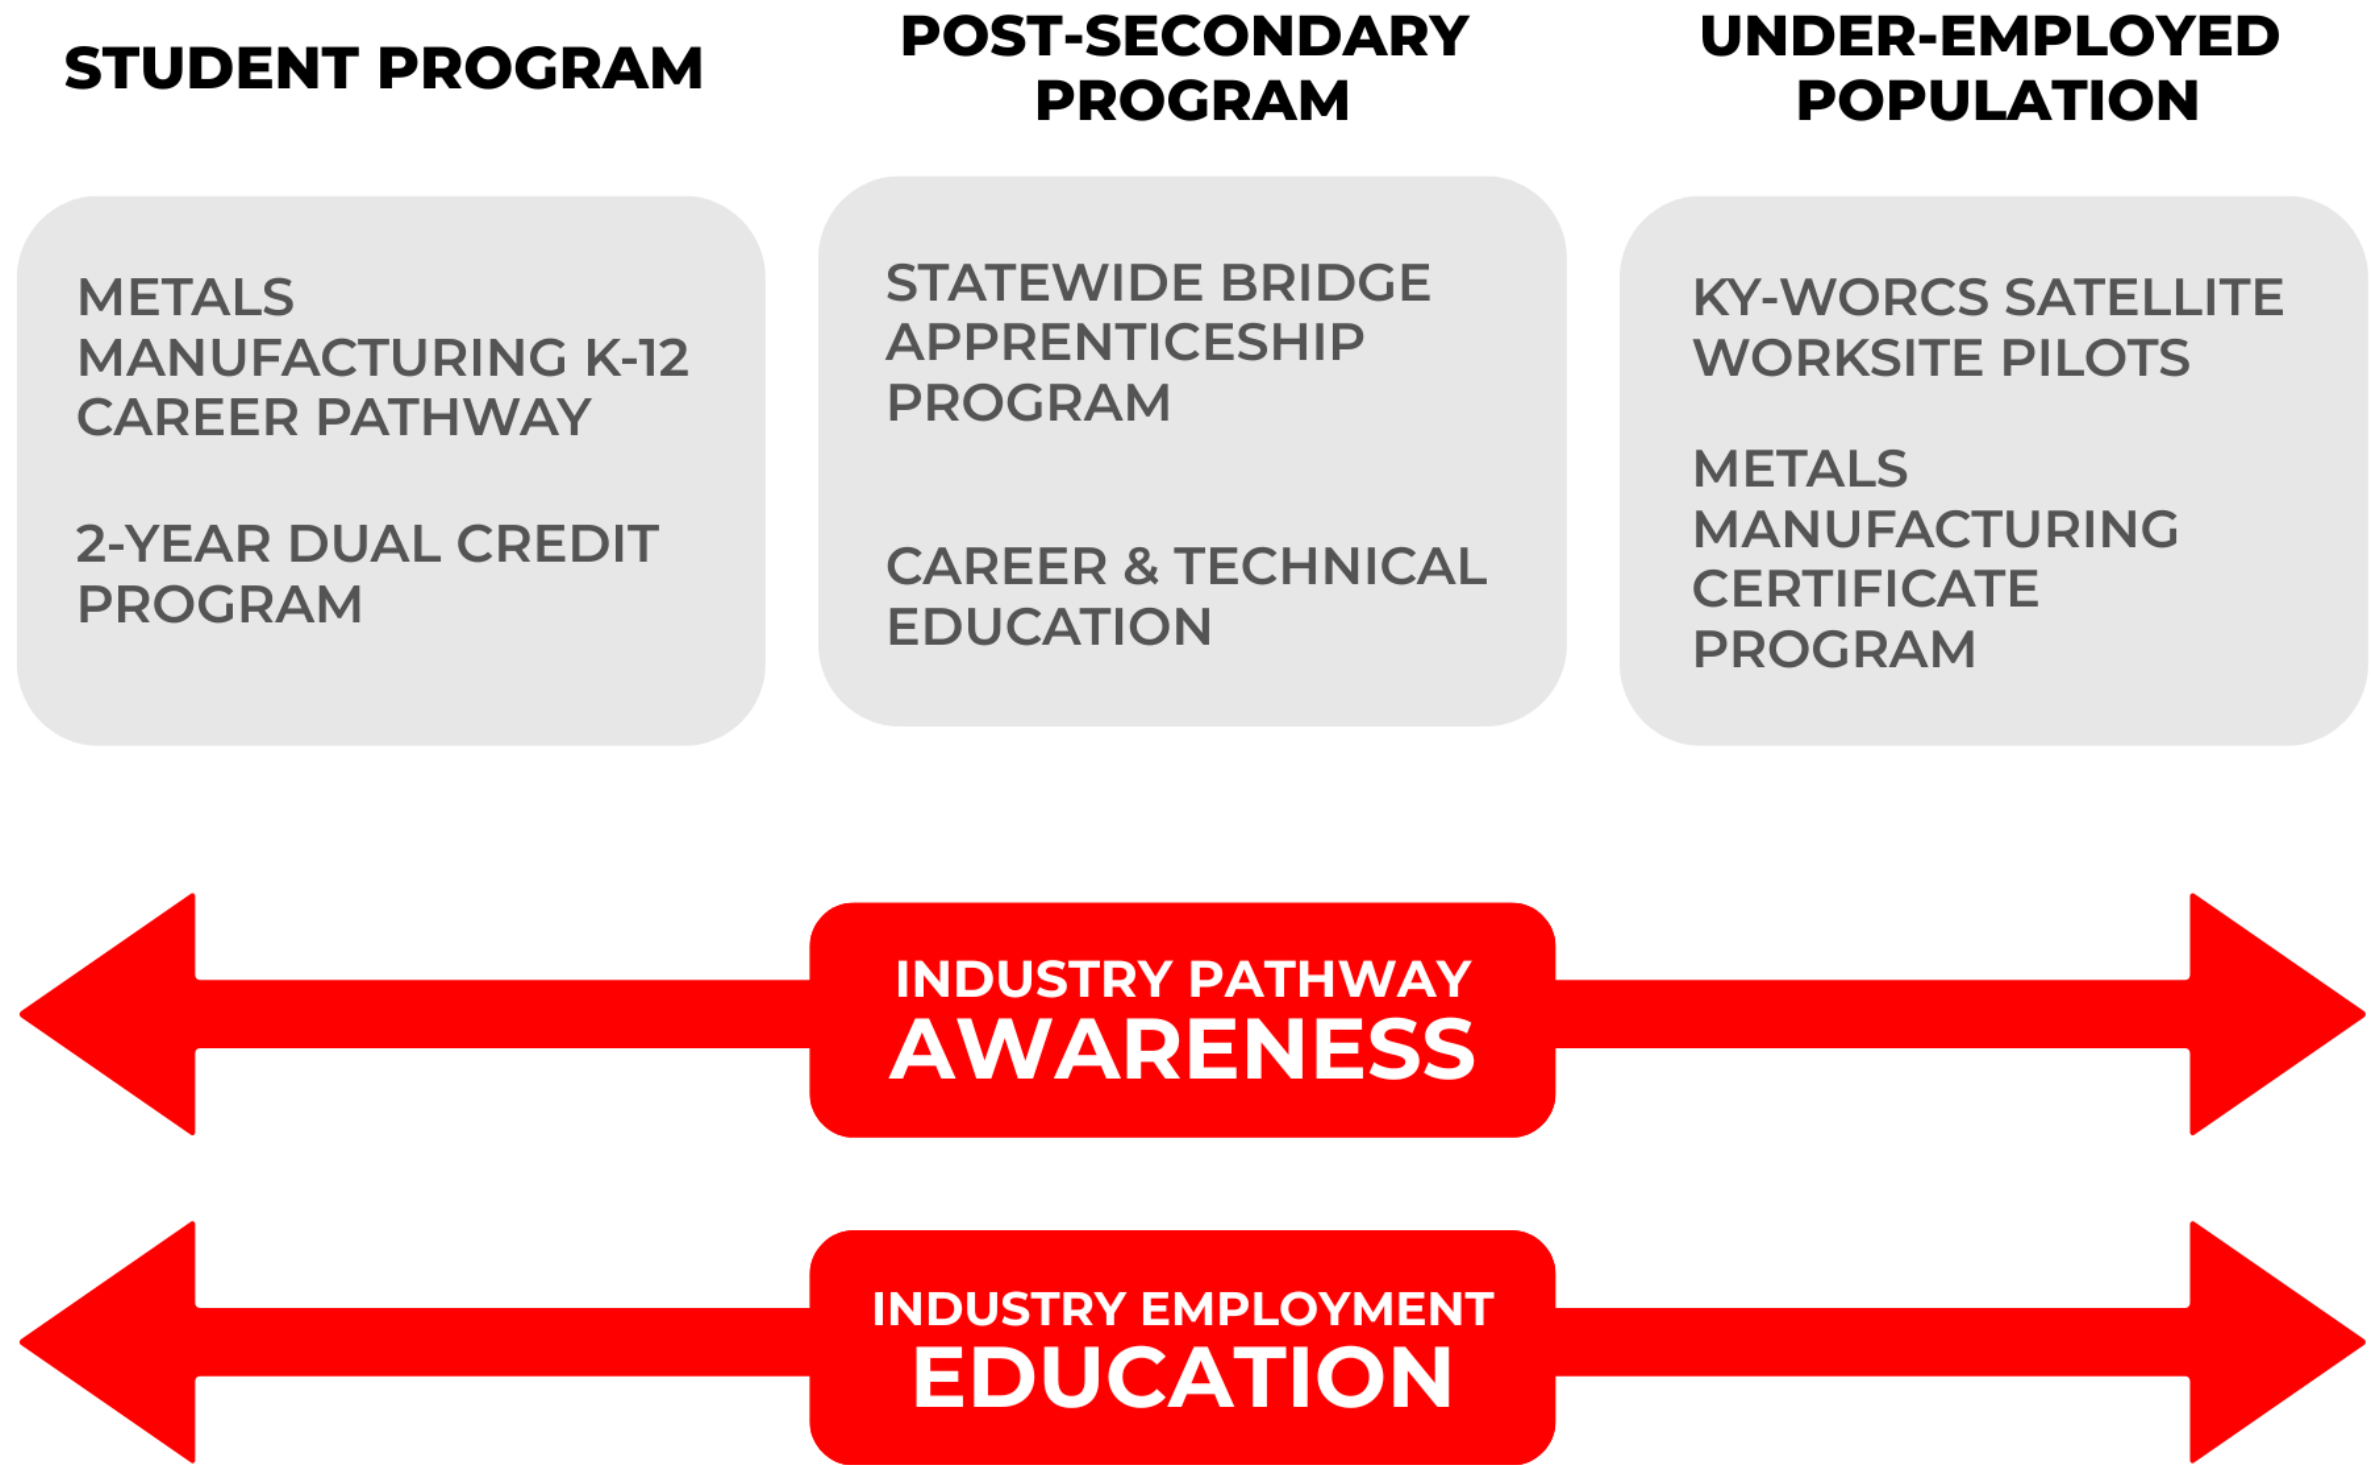 STUDENT PROGRAM
METALS
MANUFACTURING K-12
CAREER PATHWAY
2-YEAR DUAL CREDIT
PROGRAM
POST-SECONDARY
PROGRAM
STATEWIDE BRIDGE
APPRENTICESHIP
PROGRAM
CAREER & TECHNICAL
EDUCATION
UNDER-EMPLOYED
POPULATION
KY-WORCS SATELLITE
WORKSITE PILOTS
METALS
MANUFACTURING
CERTIFICATE
PROGRAM
INDUSTRY PATHWAY
AWARENESS
INDUSTRY EMPLOYMENT
EDUCATION